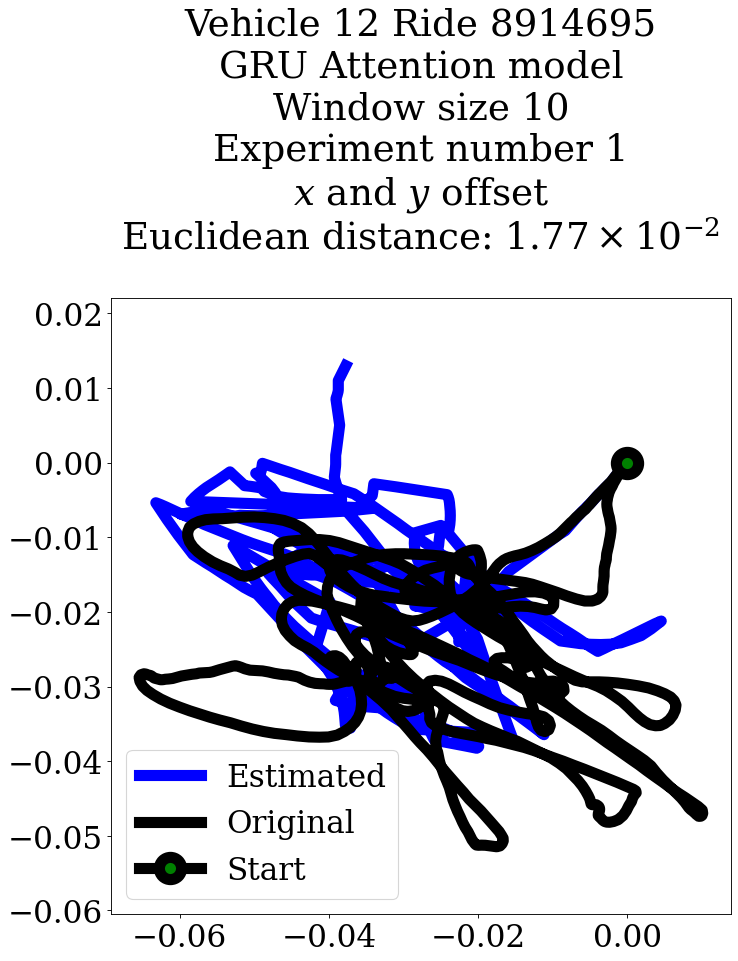 Vehicle 12 Ride 8914695
GRU Attention model
Window size 10
Experiment number 1
x and y offset
Euclidean distance: 1.77 × 10⁻²
0.02
0.01
0.00
−0.01
−0.02
−0.03
−0.04
−0.05
−0.06
Estimated
Original
Start
−0.06 −0.04 −0.02 0.00